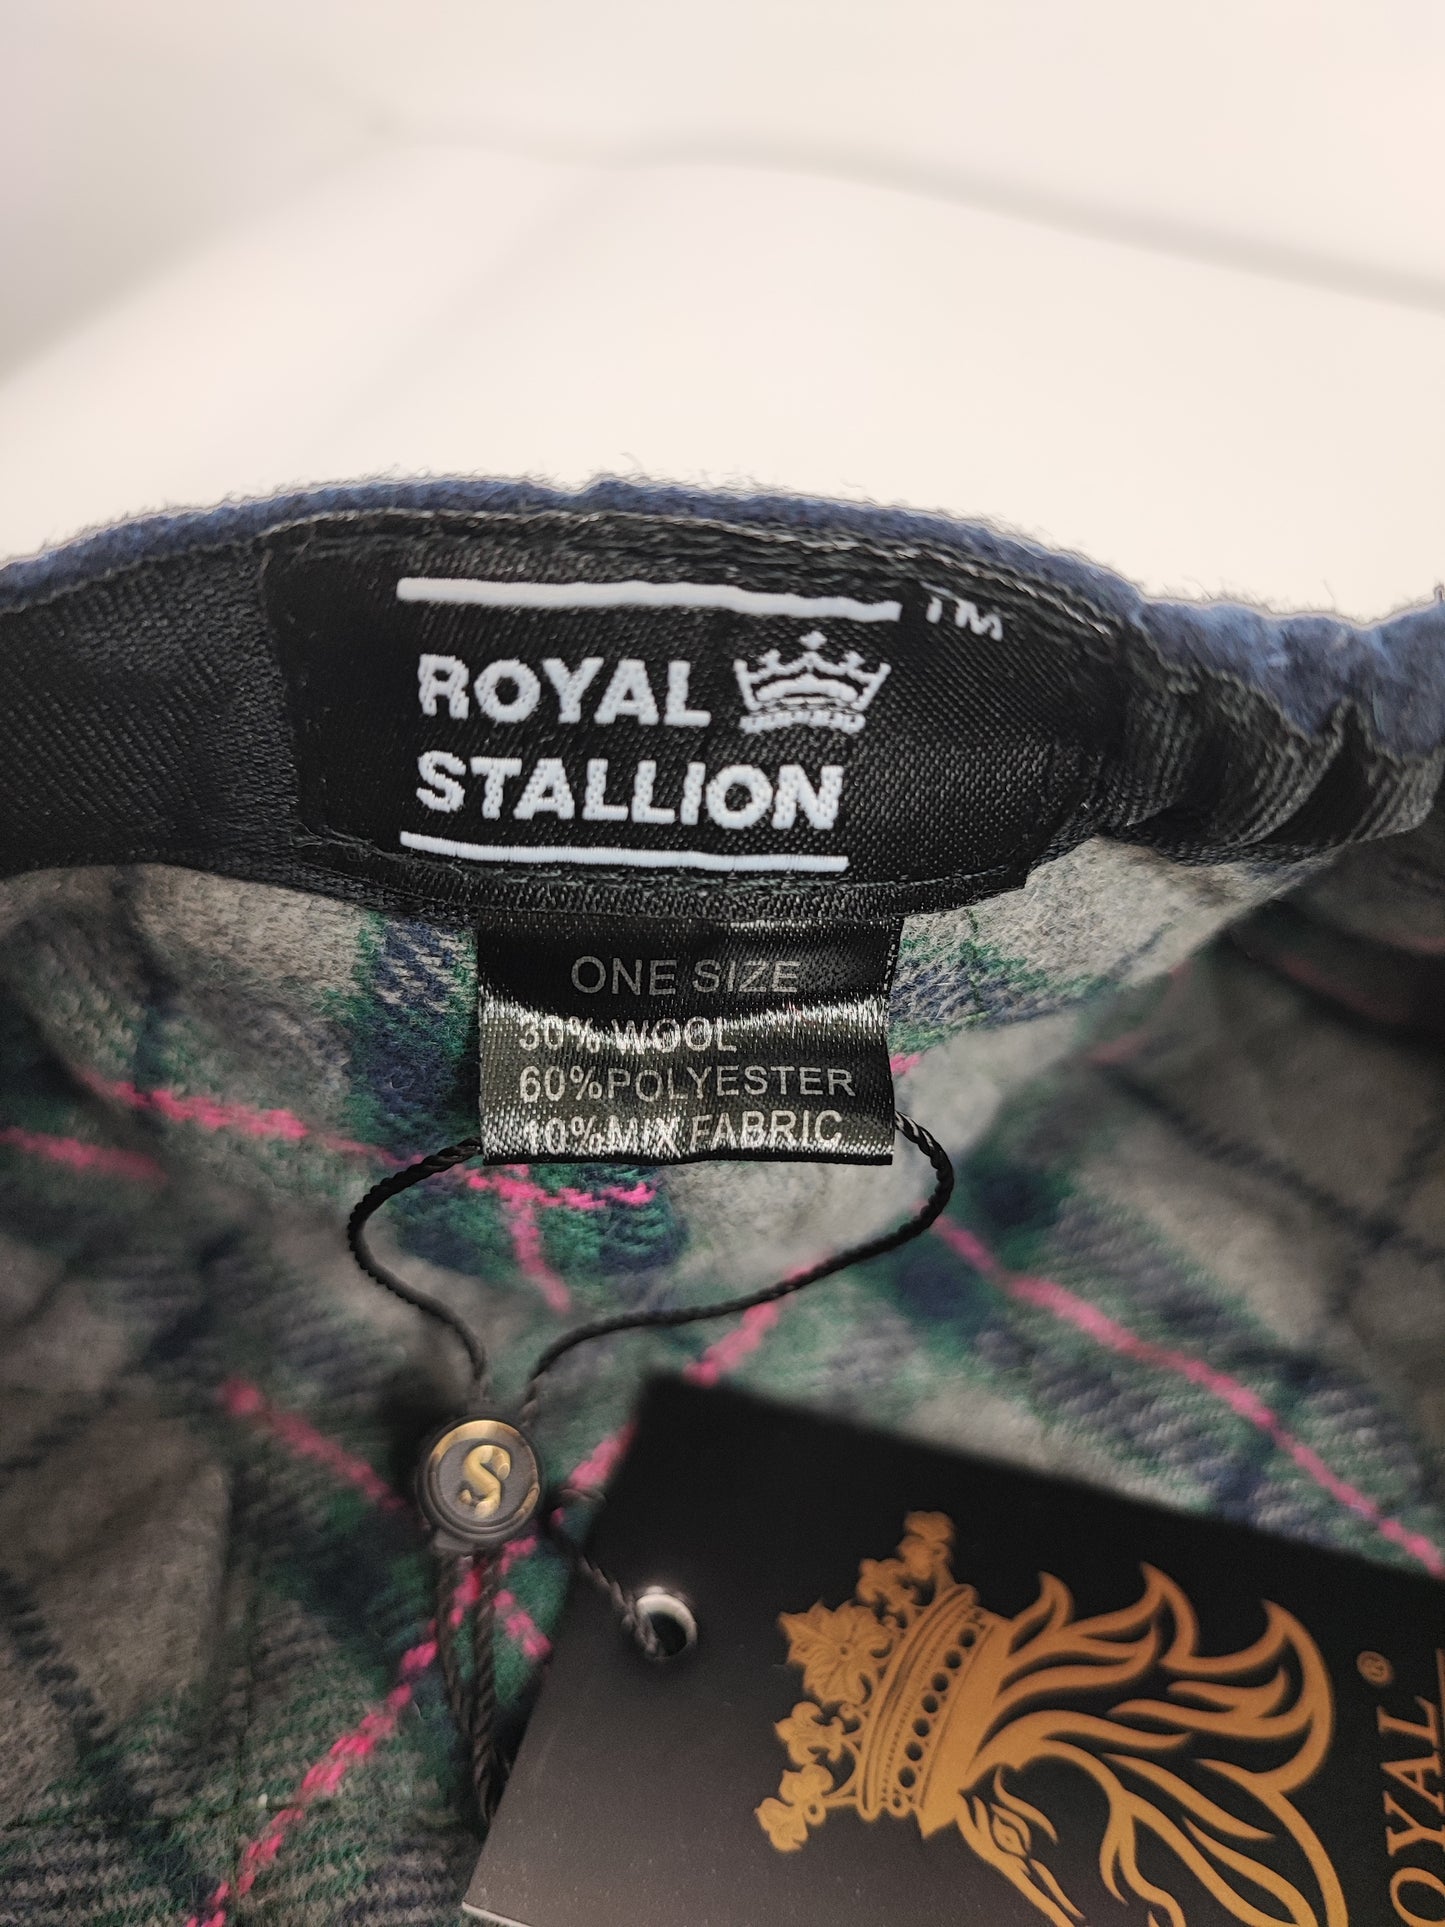 TM
ROYAL
STALLION
ONE SIZE
30% WOOL
60%POLYESTER
10%MIX FABRIC
S
ROYAL ®